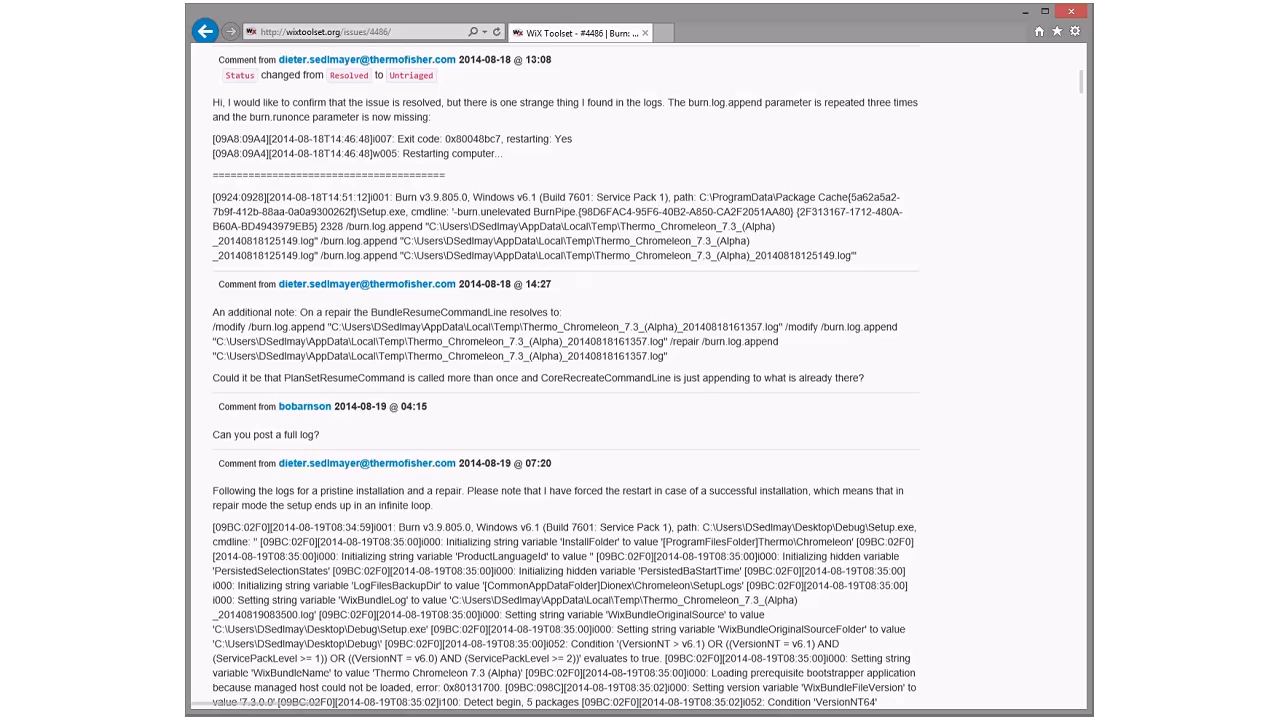 http://wixtoolset.org/issues/4486/
WiX Toolset - #4486 | Burn: ...
Comment from dieter.sedlmayer@thermofisher.com 2014-08-18 @ 13:08
Status changed from Resolved to Untriaged
Hi, I would like to confirm that the issue is resolved, but there is one strange thing I found in the logs. The burn.log.append parameter is repeated three times
and the burn.runonce parameter is now missing:
[09A8:09A4][2014-08-18T14:46:48]i007: Exit code: 0x80048bc7, restarting: Yes
[09A8:09A4][2014-08-18T14:46:48]w005: Restarting computer...
=======================================
[0924:0928][2014-08-18T14:51:12]i001: Burn v3.9.805.0, Windows v6.1 (Build 7601: Service Pack 1), path: C:\ProgramData\Package Cache{5a62a5a2-
7b9f-412b-88aa-0a0a9300262f}\Setup.exe, cmdline: '-burn.unelevated BurnPipe.{98D6FAC4-95F6-40B2-A850-CA2F2051AA80} {2F313167-1712-480A-
B60A-BD4943979EB5} 2328 /burn.log.append "C:\Users\DSedlmay\AppData\Local\Temp\Thermo_Chromeleon_7.3_(Alpha)
_20140818125149.log" /burn.log.append "C:\Users\DSedlmay\AppData\Local\Temp\Thermo_Chromeleon_7.3_(Alpha)
_20140818125149.log" /burn.log.append "C:\Users\DSedlmay\AppData\Local\Temp\Thermo_Chromeleon_7.3_(Alpha)_20140818125149.log"'
Comment from dieter.sedlmayer@thermofisher.com 2014-08-18 @ 14:27
An additional note: On a repair the BundleResumeCommandLine resolves to:
/modify /burn.log.append "C:\Users\DSedlmay\AppData\Local\Temp\Thermo_Chromeleon_7.3_(Alpha)_20140818161357.log" /modify /burn.log.append
"C:\Users\DSedlmay\AppData\Local\Temp\Thermo_Chromeleon_7.3_(Alpha)_20140818161357.log" /repair /burn.log.append
"C:\Users\DSedlmay\AppData\Local\Temp\Thermo_Chromeleon_7.3_(Alpha)_20140818161357.log"
Could it be that PlanSetResumeCommand is called more than once and CoreRecreateCommandLine is just appending to what is already there?
Comment from bobarnson 2014-08-19 @ 04:15
Can you post a full log?
Comment from dieter.sedlmayer@thermofisher.com 2014-08-19 @ 07:20
Following the logs for a pristine installation and a repair. Please note that I have forced the restart in case of a successful installation, which means that in
repair mode the setup ends up in an infinite loop.
[09BC:02F0][2014-08-19T08:34:59]i001: Burn v3.9.805.0, Windows v6.1 (Build 7601: Service Pack 1), path: C:\Users\DSedlmay\Desktop\Debug\Setup.exe,
cmdline: '' [09BC:02F0][2014-08-19T08:35:00]i000: Initializing string variable 'InstallFolder' to value '[ProgramFilesFolder]Thermo\Chromeleon' [09BC:02F0]
[2014-08-19T08:35:00]i000: Initializing string variable 'ProductLanguageId' to value '' [09BC:02F0][2014-08-19T08:35:00]i000: Initializing hidden variable
'PersistedSelectionStates' [09BC:02F0][2014-08-19T08:35:00]i000: Initializing hidden variable 'PersistedBaStartTime' [09BC:02F0][2014-08-19T08:35:00]
i000: Initializing string variable 'LogFilesBackupDir' to value '[CommonAppDataFolder]Dionex\Chromeleon\SetupLogs' [09BC:02F0][2014-08-19T08:35:00]
i000: Setting string variable 'WixBundleLog' to value 'C:\Users\DSedlmay\AppData\Local\Temp\Thermo_Chromeleon_7.3_(Alpha)
_20140819083500.log' [09BC:02F0][2014-08-19T08:35:00]i000: Setting string variable 'WixBundleOriginalSource' to value
'C:\Users\DSedlmay\Desktop\Debug\Setup.exe' [09BC:02F0][2014-08-19T08:35:00]i000: Setting string variable 'WixBundleOriginalSourceFolder' to value
'C:\Users\DSedlmay\Desktop\Debug\' [09BC:02F0][2014-08-19T08:35:00]i052: Condition '(VersionNT > v6.1) OR ((VersionNT = v6.1) AND
(ServicePackLevel >= 1)) OR ((VersionNT = v6.0) AND (ServicePackLevel >= 2))' evaluates to true. [09BC:02F0][2014-08-19T08:35:00]i000: Setting string
variable 'WixBundleName' to value 'Thermo Chromeleon 7.3 (Alpha)' [09BC:02F0][2014-08-19T08:35:00]i000: Loading prerequisite bootstrapper application
because managed host could not be loaded, error: 0x80131700. [09BC:098C][2014-08-19T08:35:02]i000: Setting version variable 'WixBundleFileVersion' to
value '7.3.0.0' [09BC:02F0][2014-08-19T08:35:02]i100: Detect begin, 5 packages [09BC:02F0][2014-08-19T08:35:02]i052: Condition 'VersionNT64'